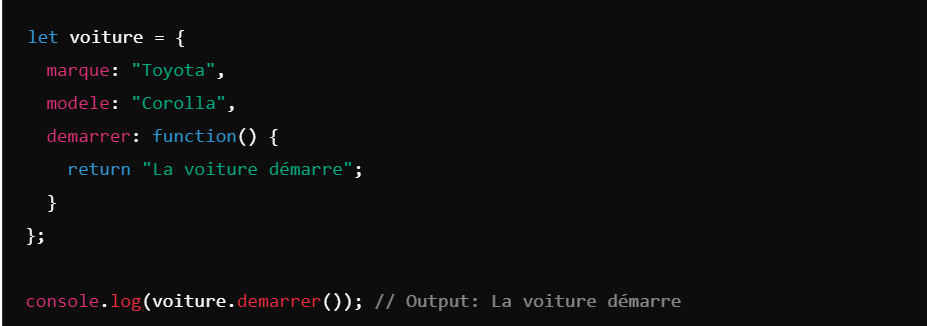 let voiture = {
  marque: "Toyota",
  modele: "Corolla",
  demarrer: function() {
    return "La voiture démarre";
  }
};

console.log(voiture.demarrer()); // Output: La voiture démarre